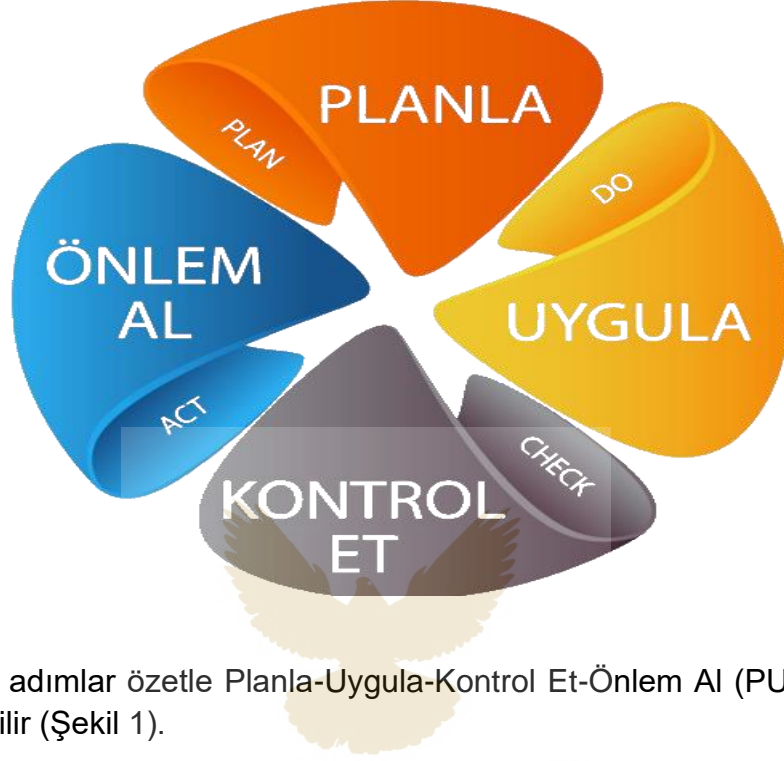 PLANLA
PLAN
DO
UYGULA
ÖNLEM
AL
ACT
CHECK
KONTROL
ET
adımlar özetle Planla-Uygula-Kontrol Et-Önlem Al (PU
ilir (Şekil 1).